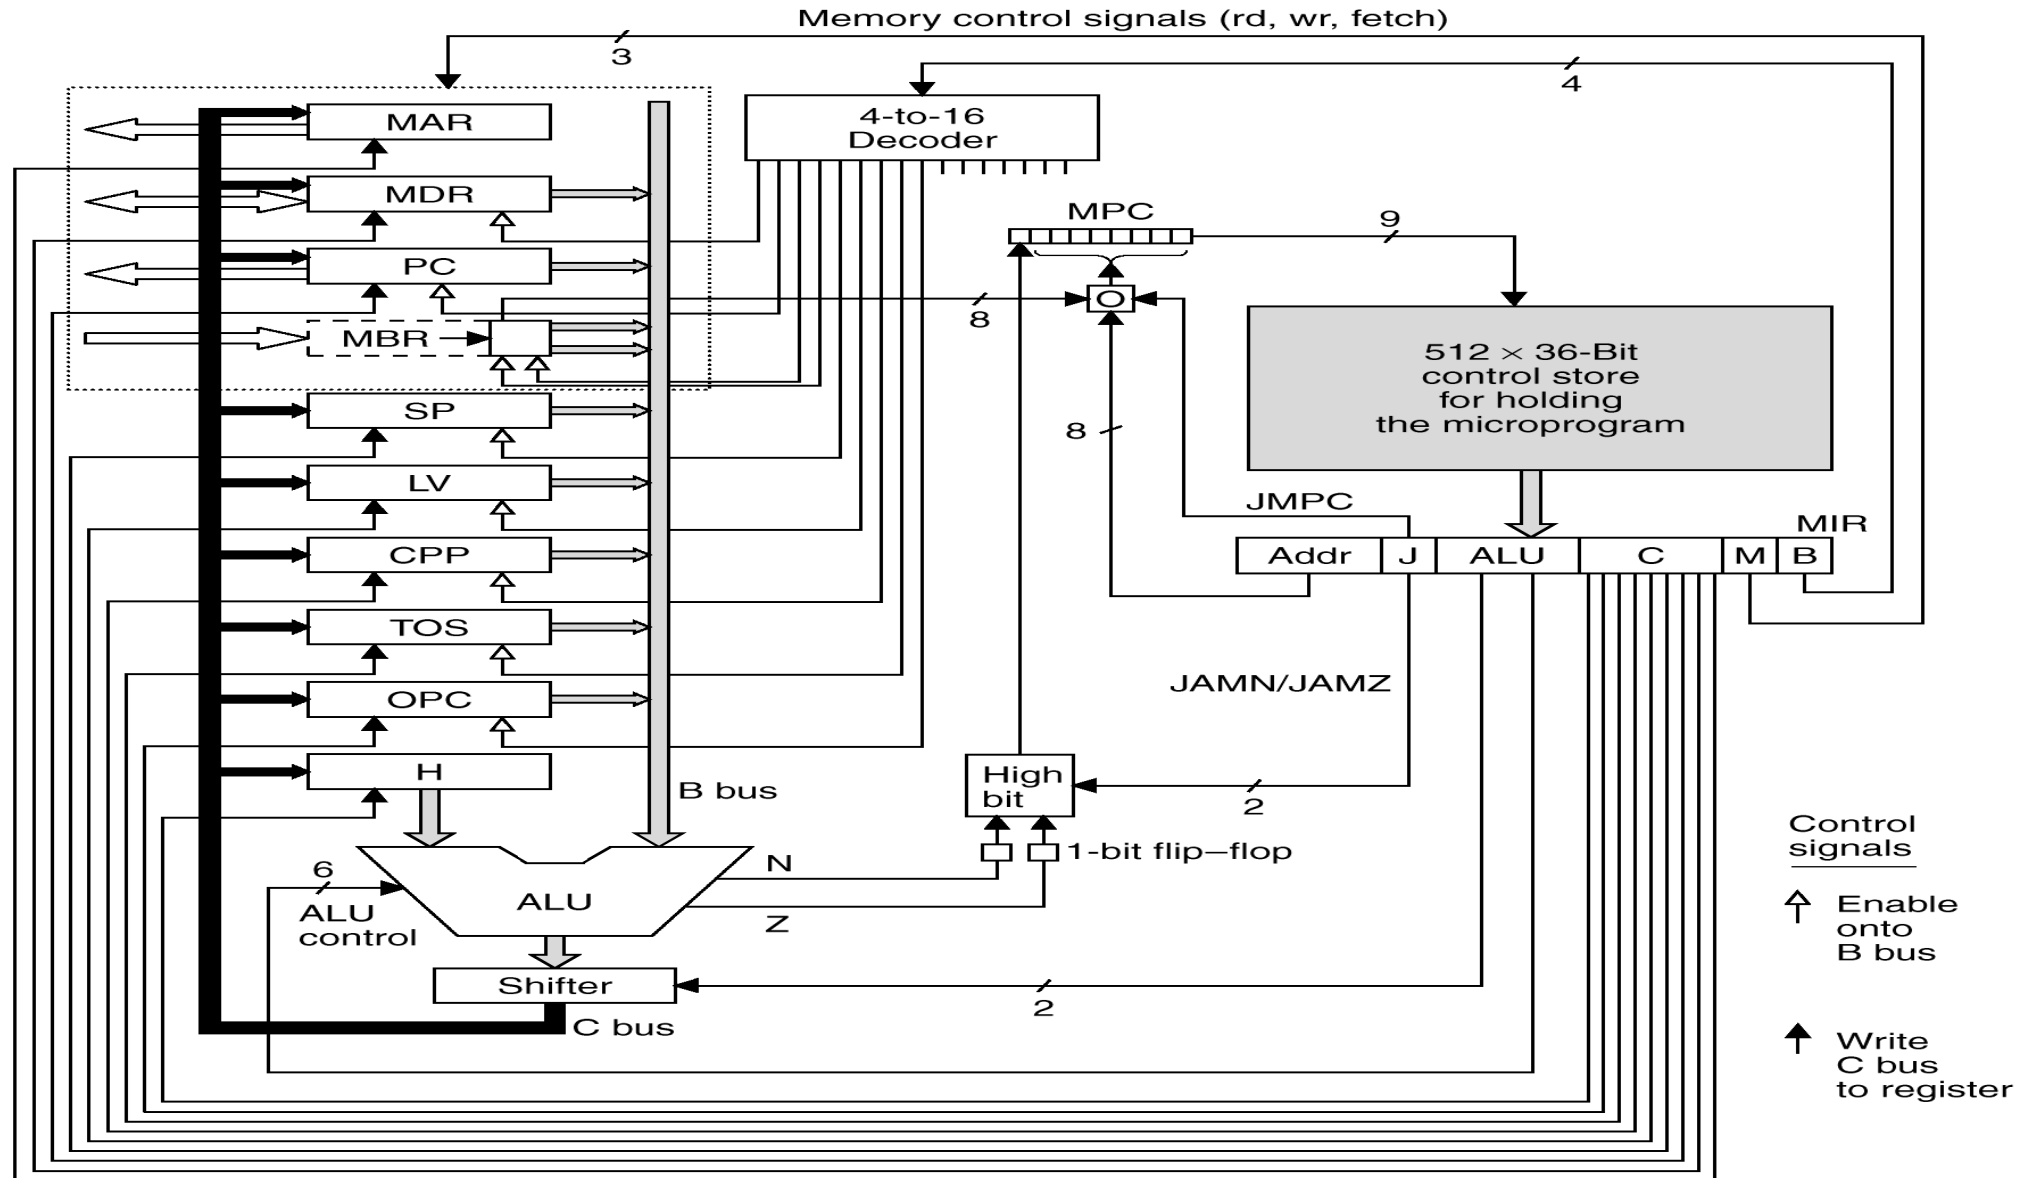 Memory control signals (rd, wr, fetch)
3
4
4-to-16
Decoder
MAR
MDR
PC
MBR
SP
LV
CPP
TOS
OPC
H
B bus
MPC
9
8
O
8
512 × 36-Bit
control store
for holding
the microprogram
JMPC
MIR
Addr
J
ALU
C
M
B
JAMN/JAMZ
High
bit
2
1-bit flip–flop
N
Z
6
ALU
control
ALU
Shifter
2
C bus
Control
signals
Enable
onto
B bus
Write
C bus
to register